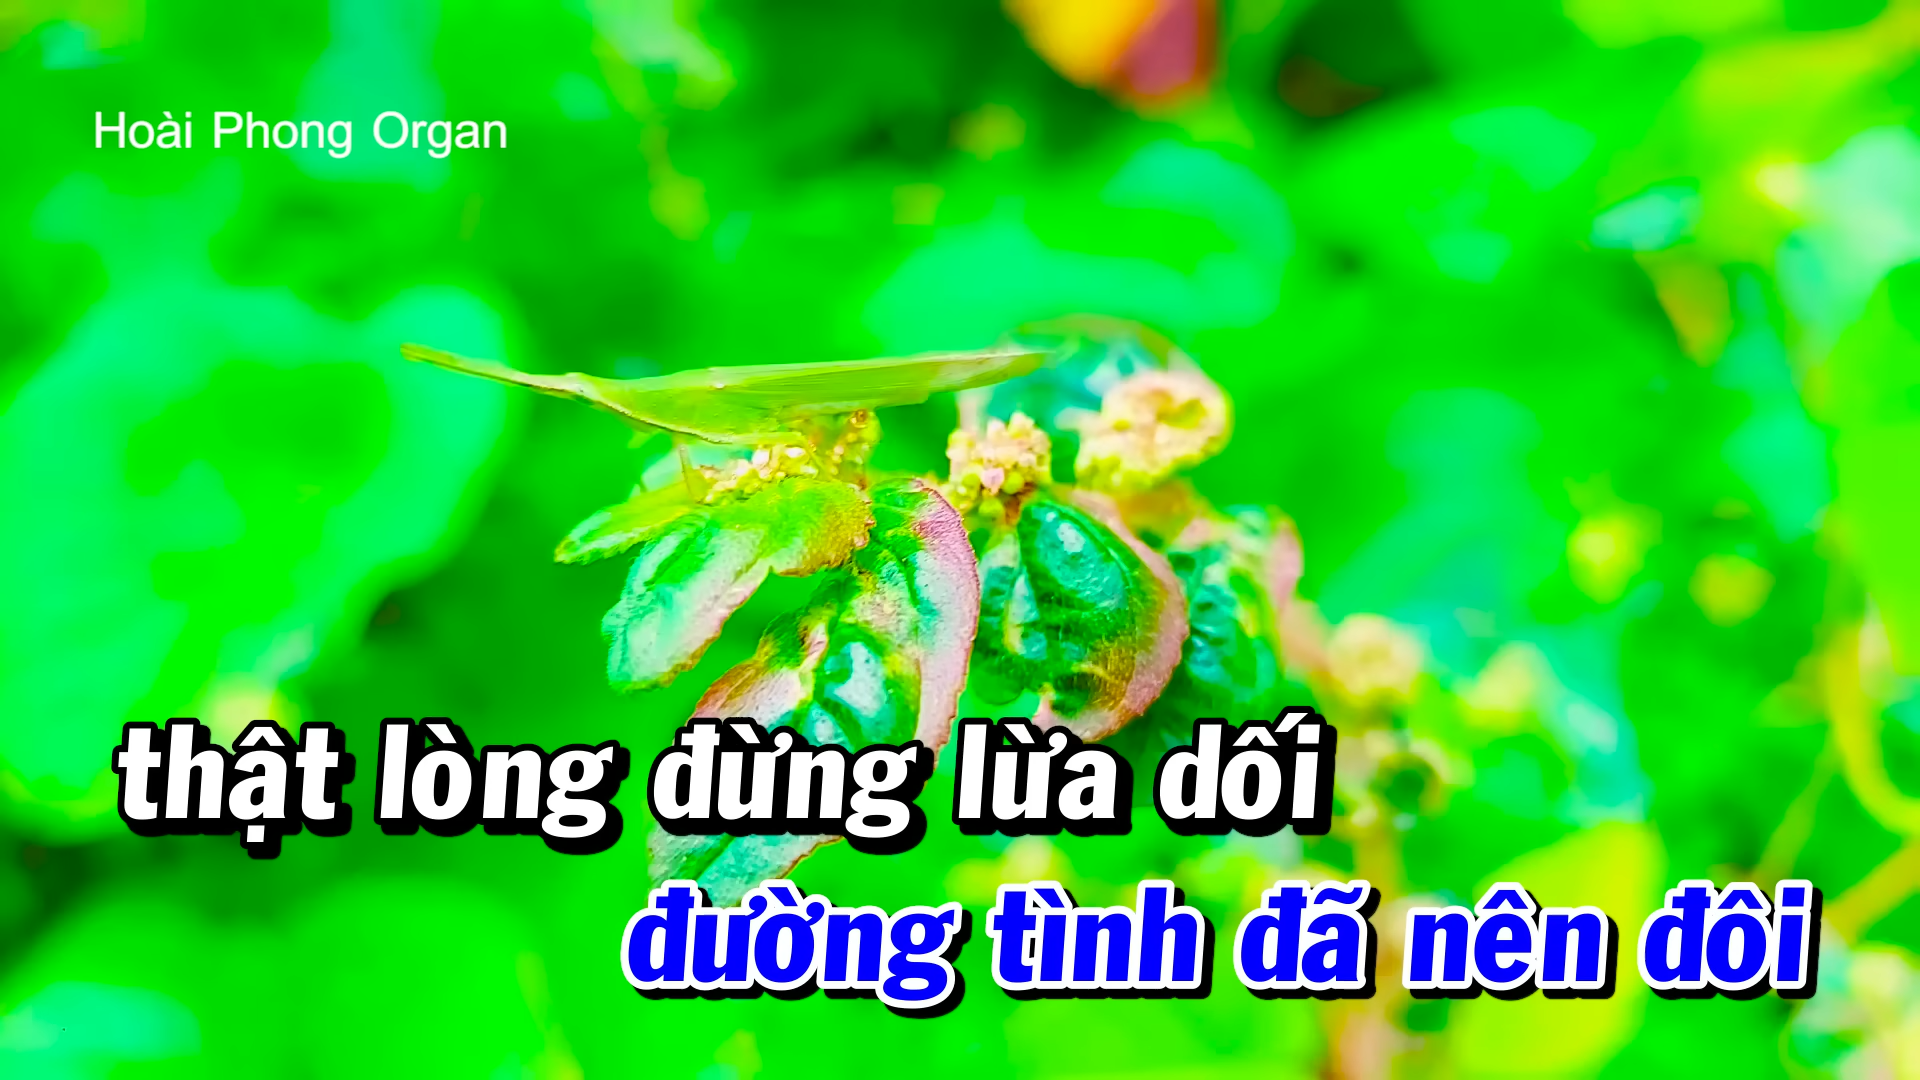 Hoài Phong Organ
thật lòng đừng lừa dối
đường tình đã nên đôi